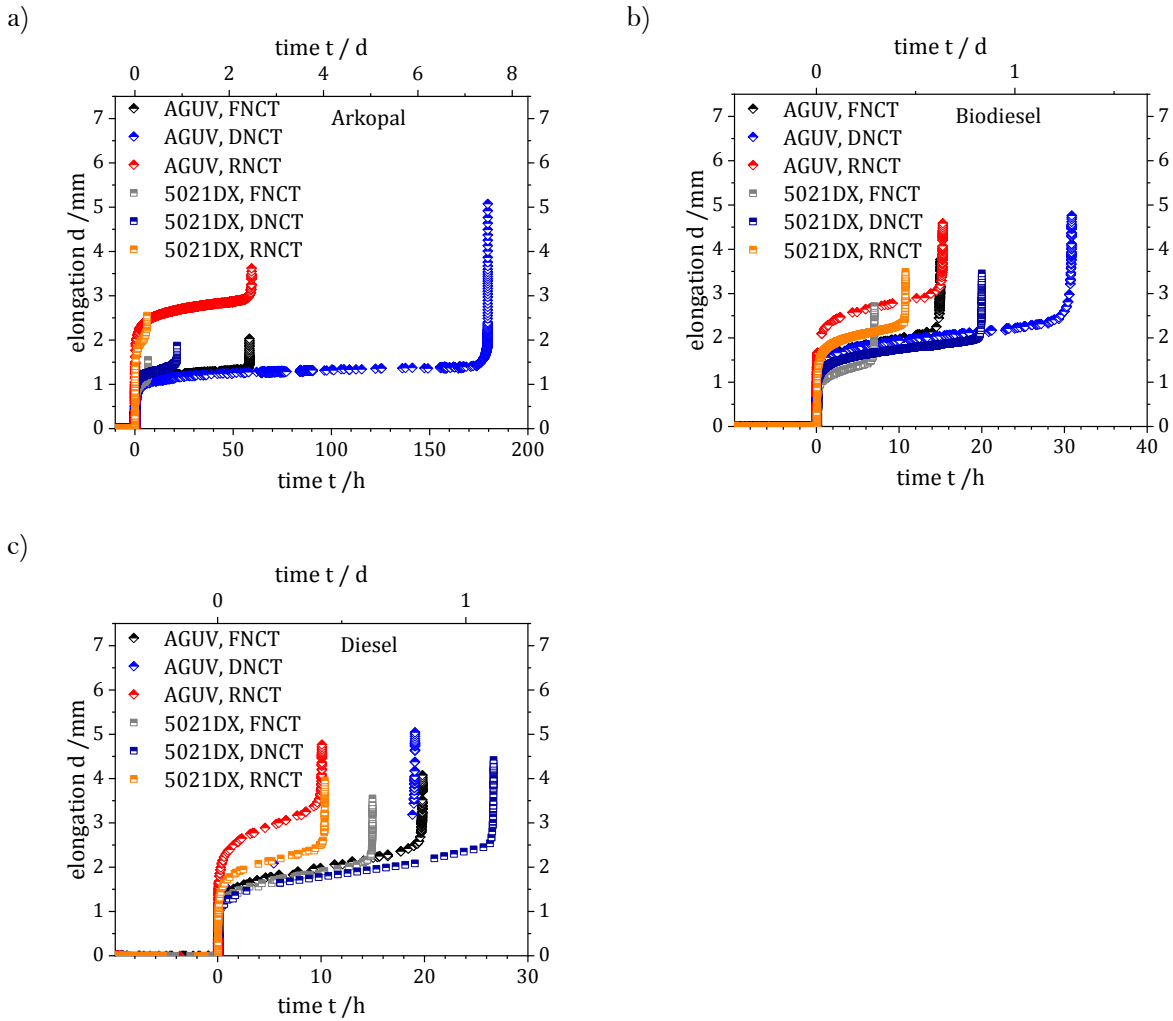 a)
time t / d
0 2 4 6 8
AGUV, FNCT
AGUV, DNCT
AGUV, RNCT
5021DX, FNCT
5021DX, DNCT
5021DX, RNCT
Arkopal
elongation d /mm
7
6
5
4
3
2
1
0
7
6
5
4
3
2
1
0
0 50 100 150 200
time t /h
b)
time t / d
0 1
AGUV, FNCT
AGUV, DNCT
AGUV, RNCT
5021DX, FNCT
5021DX, DNCT
5021DX, RNCT
Biodiesel
elongation d /mm
7
6
5
4
3
2
1
0
7
6
5
4
3
2
1
0
0 10 20 30 40
time t /h
c)
time t / d
0 1
AGUV, FNCT
AGUV, DNCT
AGUV, RNCT
5021DX, FNCT
5021DX, DNCT
5021DX, RNCT
Diesel
elongation d /mm
7
6
5
4
3
2
1
0
7
6
5
4
3
2
1
0
0 10 20 30
time t /h